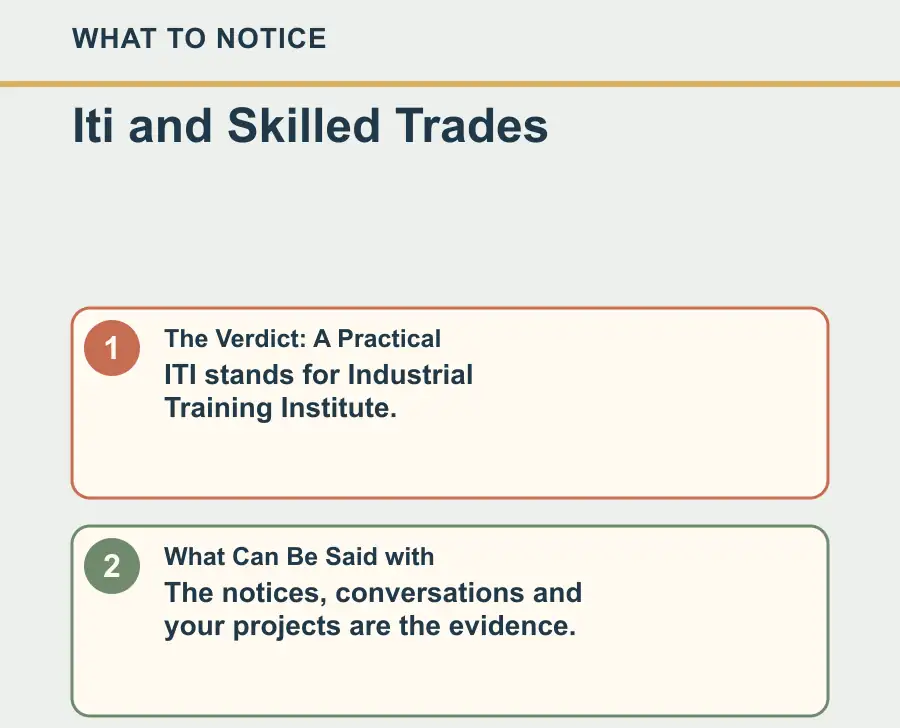 WHAT TO NOTICE
Iti and Skilled Trades
1
The Verdict: A Practical
ITI stands for Industrial
Training Institute.
2
What Can Be Said with
The notices, conversations and
your projects are the evidence.